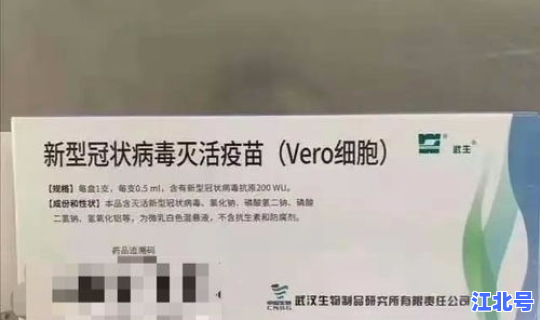 新型冠状病毒灭活疫苗（Vero细胞）
武生
【规格】每盒1支，每支0.5 ml，含有新型冠状病毒抗原200 WU。
【成份和性状】本品含灭活新型冠状病毒、氯化钠、磷酸氢二钠、磷酸
二氢钠、氢氧化铝等，为微乳白色混悬液，不含抗生素和防腐剂。
药品追溯码
中国生物
CNBG
武汉生物制品研究所有限责任公司
江北号